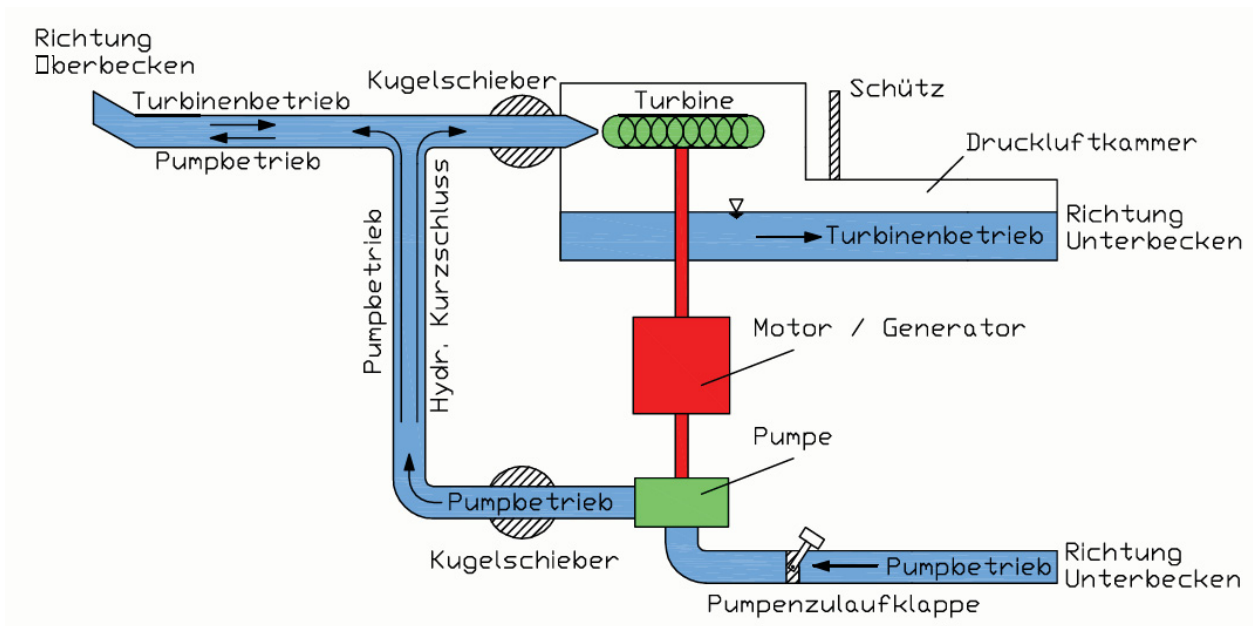 Richtung
▯berbecken
Turbinenbetrieb
Pumpbetrieb
Kugelschieber
Turbine
Schütz
Druckluftkammer
Richtung
Unterbecken
Turbinenbetrieb
Pumpbetrieb
Hydr. Kurzschluss
Motor / Generator
Pumpe
Pumpbetrieb
Kugelschieber
Richtung
Unterbecken
Pumpbetrieb
Pumpenzulaufklappe